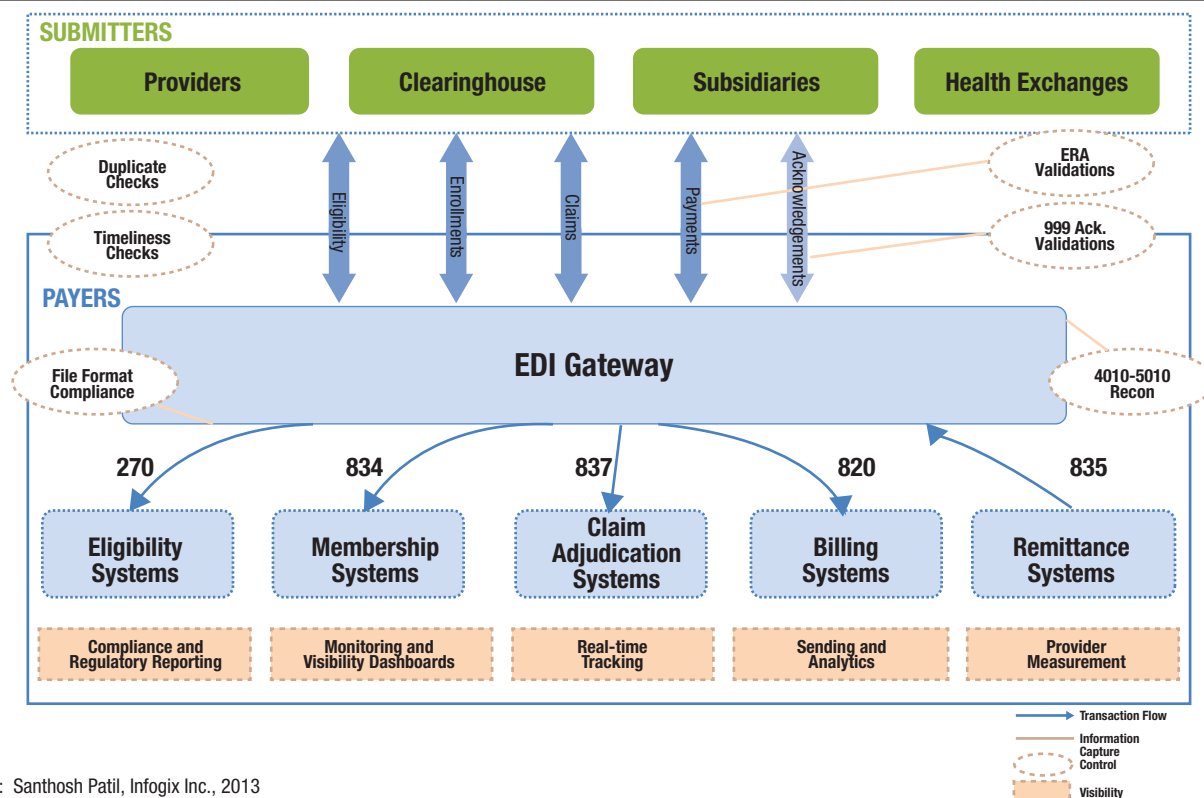 SUBMITTERS
Providers
Clearinghouse
Subsidiaries
Health Exchanges
Duplicate
Checks
Timeliness
Checks
Eligibility
Enrollments
Claims
Payments
Acknowledgements
ERA
Validations
999 Ack.
Validations
PAYERS
EDI Gateway
File Format
Compliance
4010-5010
Recon
270
834
837
820
835
Eligibility
Systems
Membership
Systems
Claim
Adjudication
Systems
Billing
Systems
Remittance
Systems
Compliance and
Regulatory Reporting
Monitoring and
Visibility Dashboards
Real-time
Tracking
Sending and
Analytics
Provider
Measurement
Transaction Flow
Information
Capture
Control
Visibility
: Santhosh Patil, Infogix Inc., 2013